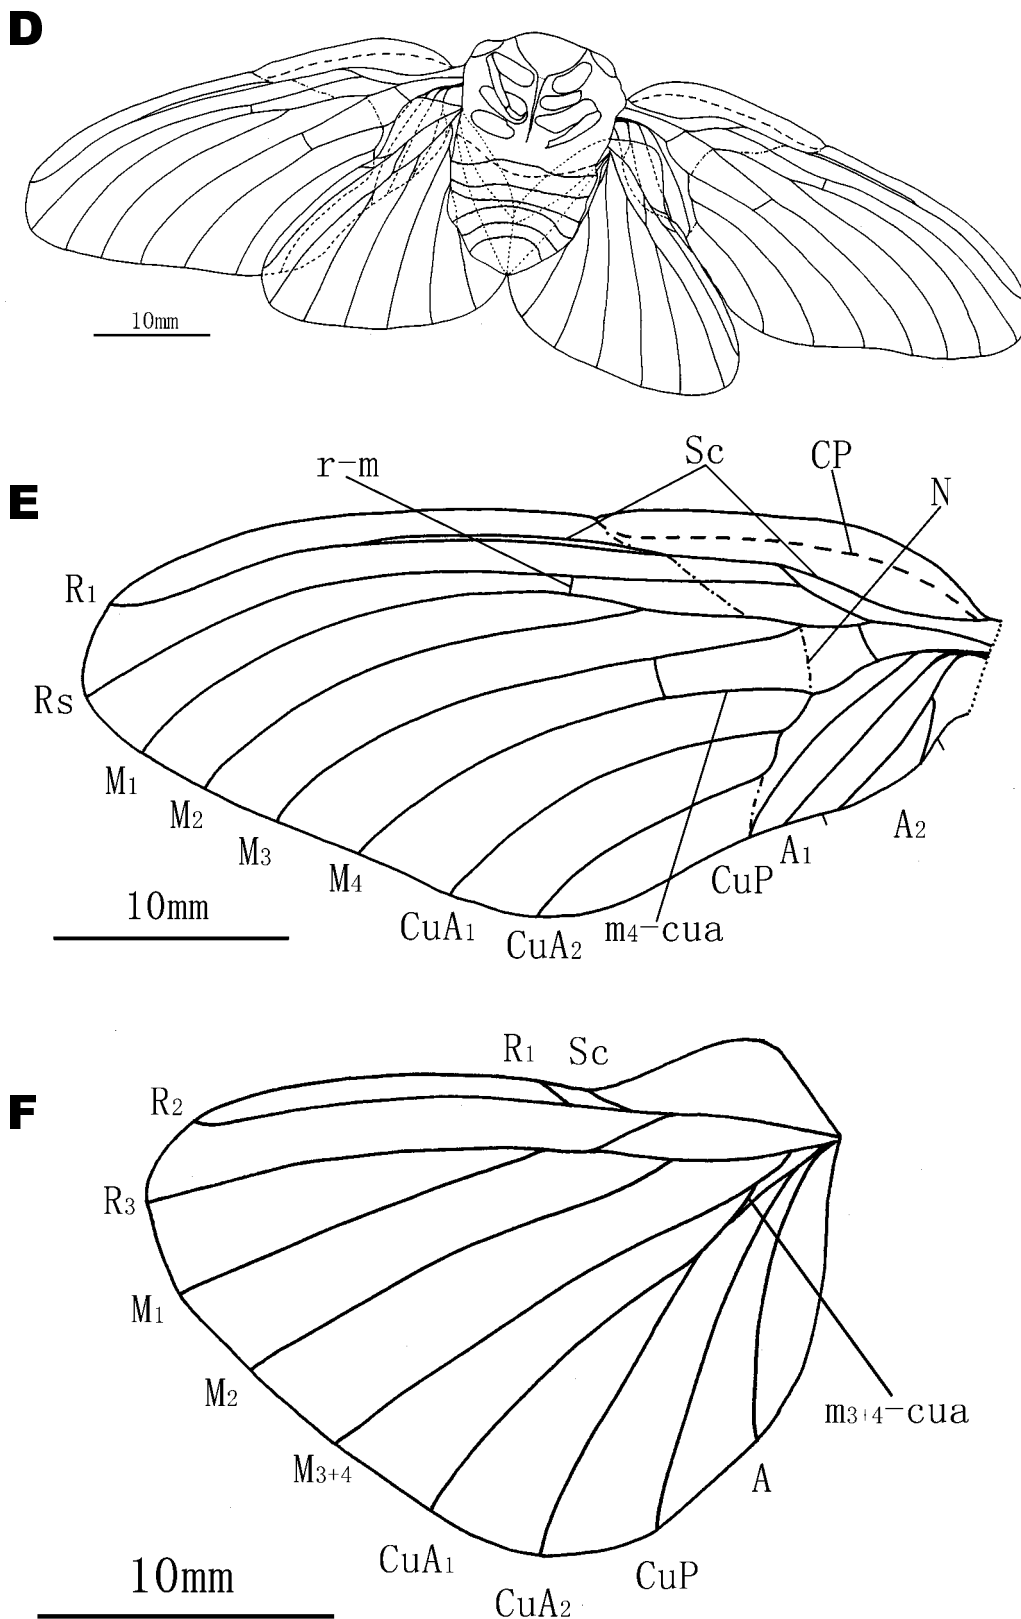 D
10mm
E
r-m
Sc
CP
N
R1
Rs
M1
M2
M3
M4
CuA1
CuA2
m4-cua
CuP
A1
A2
10mm
F
R1
Sc
R2
R3
M1
M2
M3+4
CuA1
CuA2
CuP
A
m3+4-cua
10mm